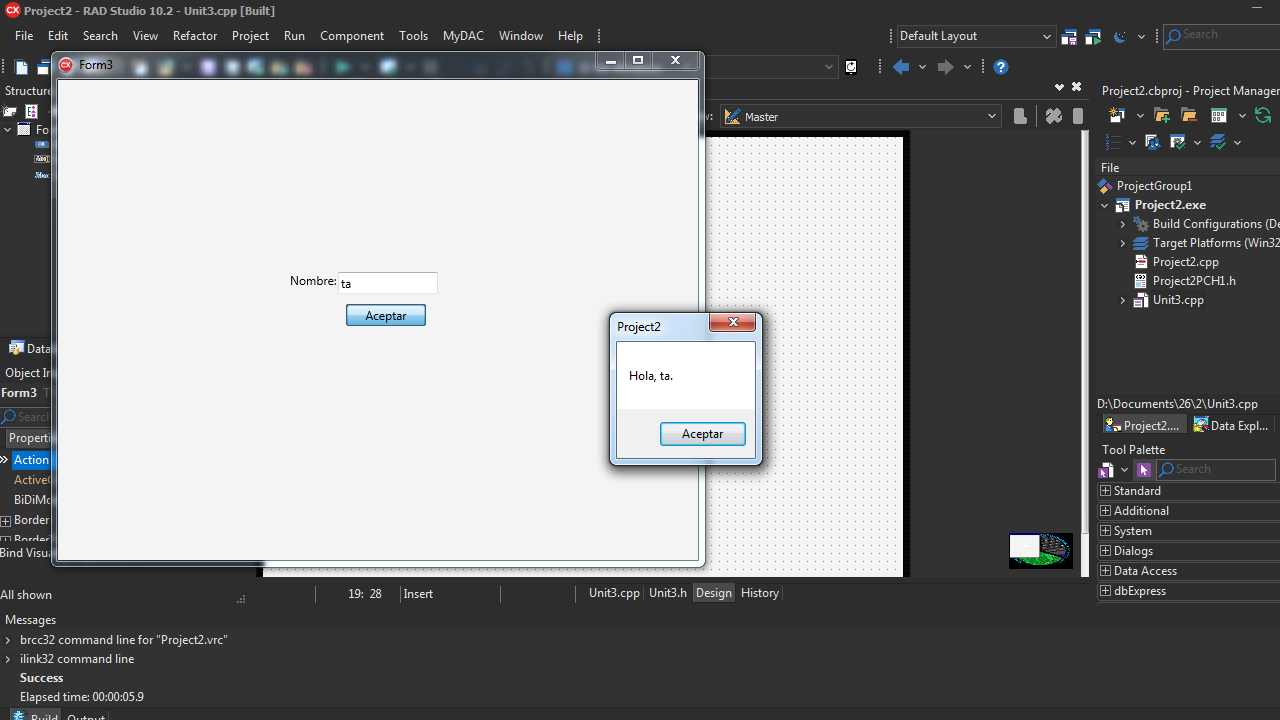 Project2 - RAD Studio 10.2 - Unit3.cpp [Built]
File Edit Search View Refactor Project Run Component Tools MyDAC Window Help
Default Layout
Search
Form3
Structure
Fo
Master
Nombre: ta
Aceptar
Project2
Hola, ta.
Aceptar
Data
Object In
Form3 T
Search
Properti
Action
ActiveC
BiDiMo
Border
Border
Bind Visua
All shown
19: 28
Insert
Unit3.cpp Unit3.h Design History
Messages
brcc32 command line for "Project2.vrc"
ilink32 command line
Success
Elapsed time: 00:00:05.9
Build Output
Project2.cbproj - Project Manager
File
ProjectGroup1
Project2.exe
Build Configurations (De
Target Platforms (Win32
Project2.cpp
Project2PCH1.h
Unit3.cpp
D:\Documents\26\2\Unit3.cpp
Project2.... Data Expl...
Tool Palette
Search
Standard
Additional
System
Dialogs
Data Access
dbExpress